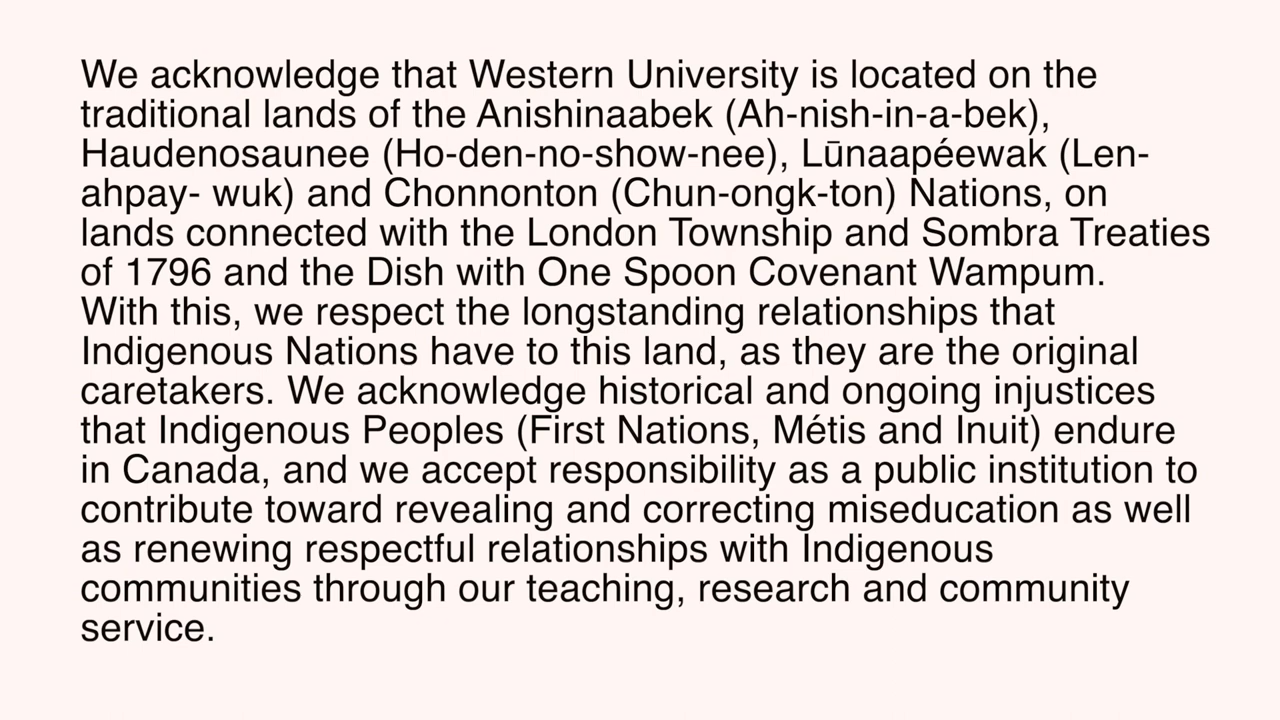 We acknowledge that Western University is located on the
traditional lands of the Anishinaabek (Ah-nish-in-a-bek),
Haudenosaunee (Ho-den-no-show-nee), Lūnaapéewak (Len-
ahpay- wuk) and Chonnonton (Chun-ongk-ton) Nations, on
lands connected with the London Township and Sombra Treaties
of 1796 and the Dish with One Spoon Covenant Wampum.
With this, we respect the longstanding relationships that
Indigenous Nations have to this land, as they are the original
caretakers. We acknowledge historical and ongoing injustices
that Indigenous Peoples (First Nations, Métis and Inuit) endure
in Canada, and we accept responsibility as a public institution to
contribute toward revealing and correcting miseducation as well
as renewing respectful relationships with Indigenous
communities through our teaching, research and community
service.